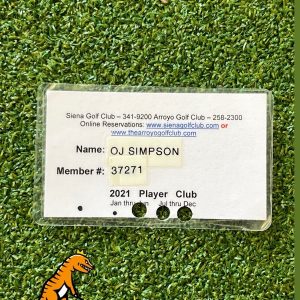 Siena Golf Club – 341-9200 Arroyo Golf Club – 258-2300
Online Reservations: www.sienagolfclub.com or
www.thearroyogolfclub.com
Name: OJ SIMPSON
Member #: 37271
2021 Player Club
Jan thru Jun Jul thru Dec